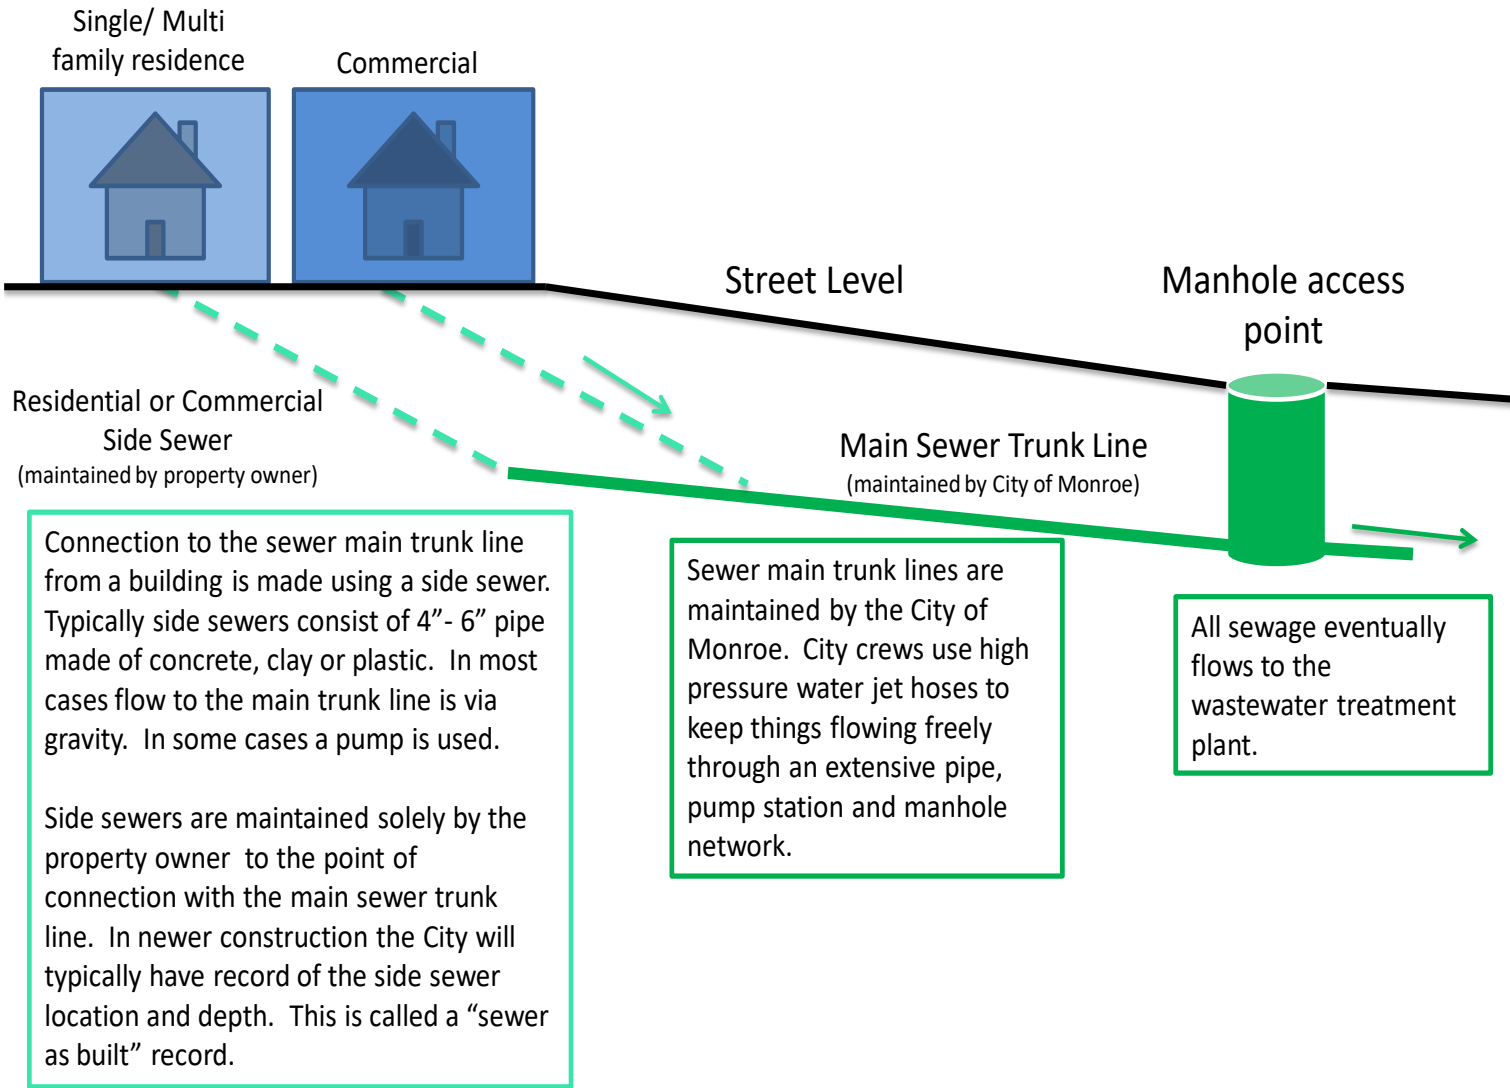 Single/ Multi
family residence
Commercial
Street Level
Manhole access
point
Residential or Commercial
Side Sewer
(maintained by property owner)
Main Sewer Trunk Line
(maintained by City of Monroe)
Connection to the sewer main trunk line
from a building is made using a side sewer.
Typically side sewers consist of 4”- 6” pipe
made of concrete, clay or plastic.  In most
cases flow to the main trunk line is via
gravity.  In some cases a pump is used.
Side sewers are maintained solely by the
property owner  to the point of
connection with the main sewer trunk
line.  In newer construction the City will
typically have record of the side sewer
location and depth.  This is called a “sewer
as built” record.
Sewer main trunk lines are
maintained by the City of
Monroe.  City crews use high
pressure water jet hoses to
keep things flowing freely
through an extensive pipe,
pump station and manhole
network.
All sewage eventually
flows to the
wastewater treatment
plant.